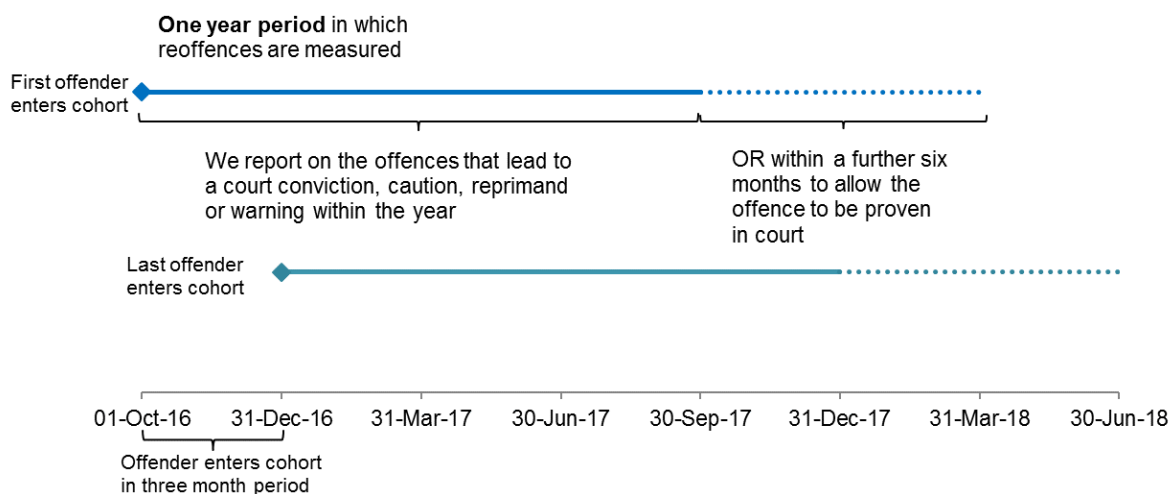 One year period in which
reoffences are measured
First offender
enters cohort
We report on the offences that lead to
a court conviction, caution, reprimand
or warning within the year
OR within a further six
months to allow the
offence to be proven
in court
Last offender
enters cohort
01-Oct-16 31-Dec-16 31-Mar-17 30-Jun-17 30-Sep-17 31-Dec-17 31-Mar-18 30-Jun-18
Offender enters cohort
in three month period